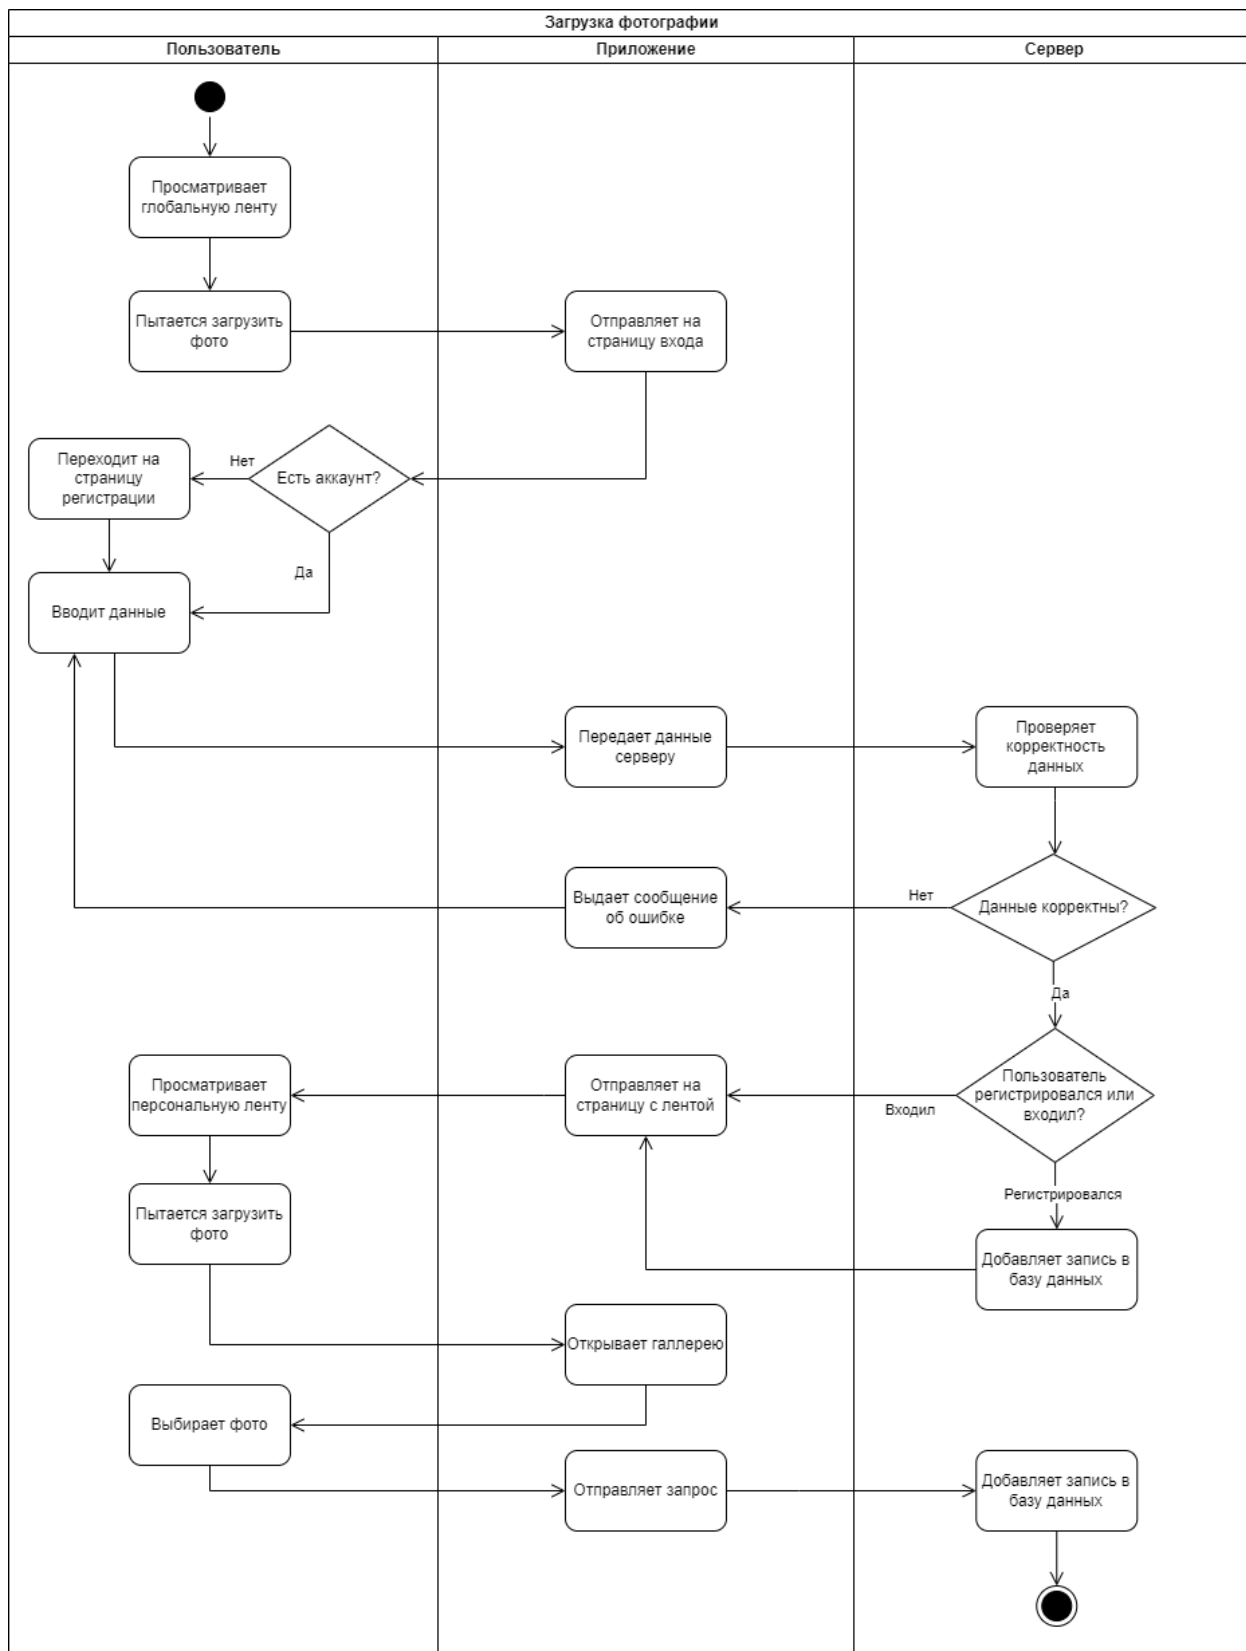 Загрузка фотографии
Пользователь
Приложение
Сервер
Просматривает
глобальную ленту
Пытается загрузить
фото
Отправляет на
страницу входа
Переходит на
страницу
регистрации
Нет
Есть аккаунт?
Да
Вводит данные
Передает данные
серверу
Проверяет
корректность
данных
Выдает сообщение
об ошибке
Нет
Данные корректны?
Да
Просматривает
персональную ленту
Отправляет на
страницу с лентой
Входил
Пользователь
регистрировался или
входил?
Регистрировался
Пытается загрузить
фото
Добавляет запись в
базу данных
Открывает галлерею
Выбирает фото
Отправляет запрос
Добавляет запись в
базу данных